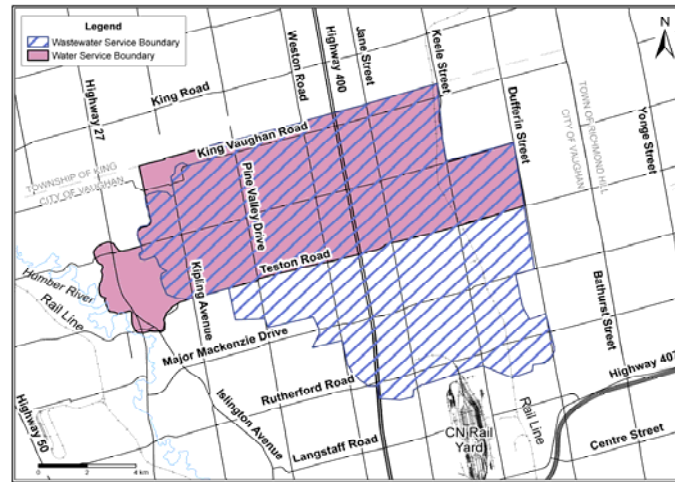 Legend
Wastewater Service Boundary
Water Service Boundary
N
Highway 27
King Road
Weston Road
Highway 400
Jane Street
Keele Street
Dufferin Street
TOWN OF RICHMOND HILL
CITY OF VAUGHAN
Yonge Street
King Vaughan Road
TOWNSHIP OF KING
CITY OF VAUGHAN
Pine Valley Drive
Teston Road
Humber River
Rail Line
Kipling Avenue
Major Mackenzie Drive
Bathurst Street
Highway 407
Rutherford Road
Islington Avenue
Highway 50
Langstaff Road
CN Rail
Yard
Rail Line
Centre Street
0 2 4 km